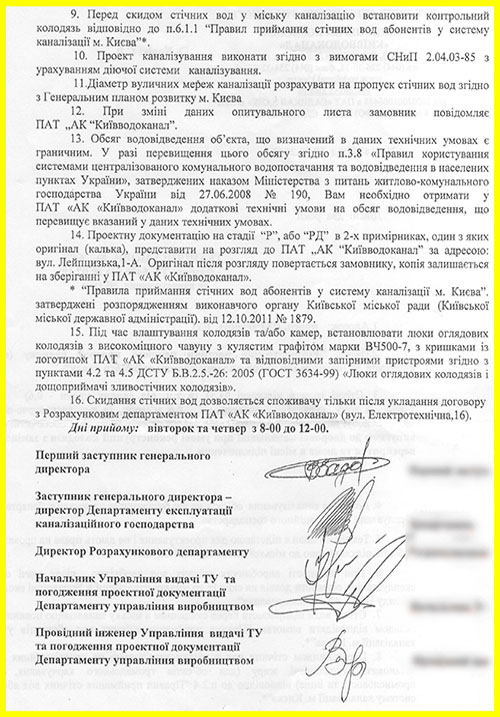 9. Перед скидом стічних вод у міську каналізацію встановити контрольний
колодязь відповідно до п.6.1.1 “Правил приймання стічних вод абонентів у систему
каналізації м. Києва”*.
10. Проект каналізування виконати згідно з вимогами СНиП 2.04.03-85 з
урахуванням діючої системи каналізування.
11.Діаметр вуличних мереж каналізації розрахувати на пропуск стічних вод згідно
з Генеральним планом розвитку м. Києва
12. При зміні даних опитувального листа замовник повідомляє
ПАТ „АК “Київводоканал”.
13. Обсяг водовідведення об’єкта, що визначений в даних технічних умовах є
граничним. У разі перевищення цього обсягу згідно п.3.8 «Правил користування
системами централізованого комунального водопостачання та водовідведення в населених
пунктах України», затверджених наказом Міністерства з питань житлово-комунального
господарства України від 27.06.2008 № 190, Вам необхідно отримати у
ПАТ «АК «Київводоканал» додаткові технічні умови на обсяг водовідведення, що
перевищує вказаний у даних технічних умовах.
14. Проектну документацію на стадії “Р”, або “РД” в 2-х примірниках, один з яких
оригінал (калька), представити на розгляд до ПАТ „АК “Київводоканал” за адресою:
вул. Лейпцизька,1-А. Оригінал після розгляду повертається замовнику, копія залишається
на зберіганні у ПАТ «АК «Київводоканал».
* “Правила приймання стічних вод абонентів у систему каналізації м. Києва”.
затверджені розпорядженням виконавчого органу Київської міської ради (Київської
міської державної адміністрації). від 12.10.2011 № 1879.
15. Під час влаштування колодязів та/або камер, встановлювати люки оглядових
колодязів з високоміцного чавуну з кулястим графітом марки ВЧ500-7, з кришками із
логотипом ПАТ «АК «Київводоканал» та відповідними запірними пристроями згідно з
пунктами 4.2 та 4.5 ДСТУ Б.В.2.5.-26: 2005 (ГОСТ 3634-99) «Люки оглядових колодязів і
дощоприймачі зливостічних колодязів».
16. Скидання стічних вод дозволяється споживачу тільки після укладання договору
з Розрахунковим департаментом ПАТ «АК «Київводоканал» (вул. Електротехнічна,16).
Дні прийому: вівторок та четвер з 8-00 до 12-00.
Перший заступник генерального
директора
Заступник генерального директора –
директор Департаменту експлуатації
каналізаційного господарства
Директор Розрахункового департаменту
Начальник Управління видачі ТУ та
погодження проектної документації
Департаменту управління виробництвом
Провідний інженер Управління видачі ТУ
та погодження проектної документації
Департаменту управління виробництвом